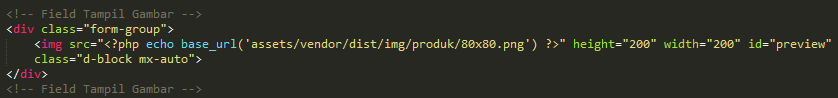 <!-- Field Tampil Gambar -->
<div class="form-group">
<img src="<?php echo base_url('assets/vendor/dist/img/produk/80x80.png') ?>" height="200" width="200" id="preview"
class="d-block mx-auto">
</div>
<!-- Field Tampil Gambar -->